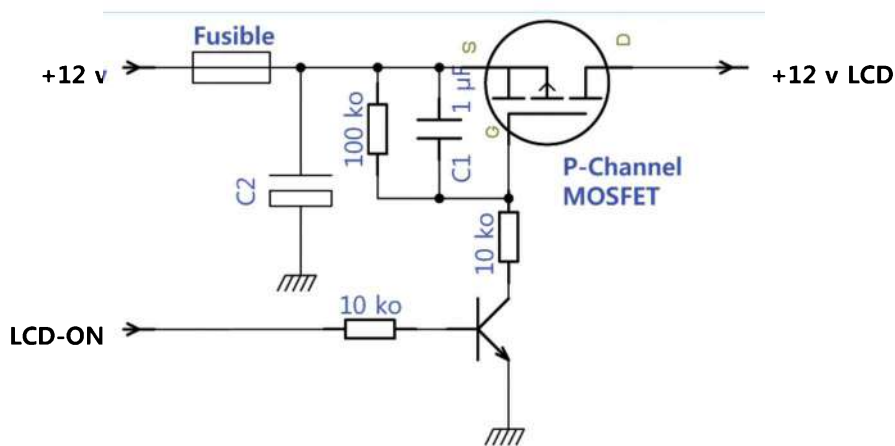 Fusible
+12 v
S
D
+12 v LCD
100 ko
1 µF
C1
G
P-Channel
MOSFET
C2
10 ko
10 ko
LCD-ON